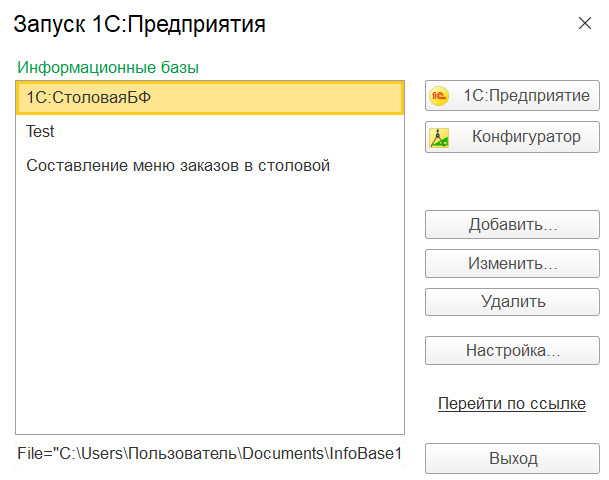 Запуск 1С:Предприятия
Информационные базы
1С:СтоловаяБФ
Test
Составление меню заказов в столовой
1С:Предприятие
Конфигуратор
Добавить...
Изменить...
Удалить
Настройка...
Перейти по ссылке
File="C:\Users\Пользователь\Documents\InfoBase1
Выход